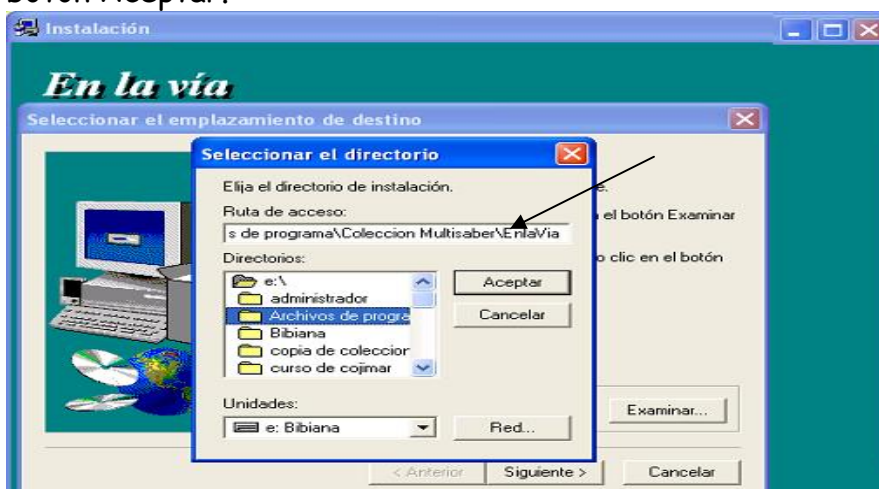 botón Aceptar.
Instalación
En la vía
Seleccionar el emplazamiento de destino
Seleccionar el directorio
Elija el directorio de instalación.
e.
Ruta de acceso:
el botón Examinar
s de programa\Coleccion Multisaber\EnlaVia
Directorios:
o clic en el botón
e:\
Aceptar
administrador
Archivos de progra
Cancelar
Bibiana
copia de coleccior
curso de cojimar
Unidades:
Examinar...
e: Bibiana
Red...
< Anterior
Siguiente >
Cancelar